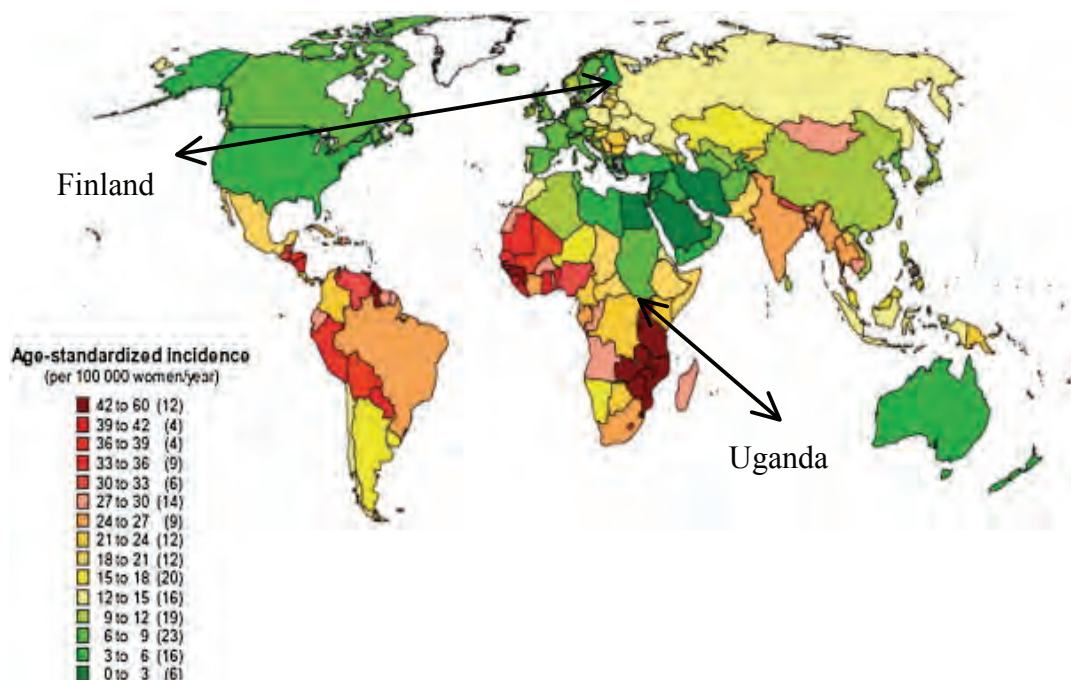 Finland
Uganda
Age-standardized incidence
(per 100 000 women/year)
42 to 60 (12)
39 to 42 (4)
36 to 39 (4)
33 to 36 (9)
30 to 33 (6)
27 to 30 (14)
24 to 27 (9)
21 to 24 (12)
18 to 21 (12)
15 to 18 (20)
12 to 15 (16)
9 to 12 (19)
6 to 9 (23)
3 to 6 (16)
0 to 3 (6)